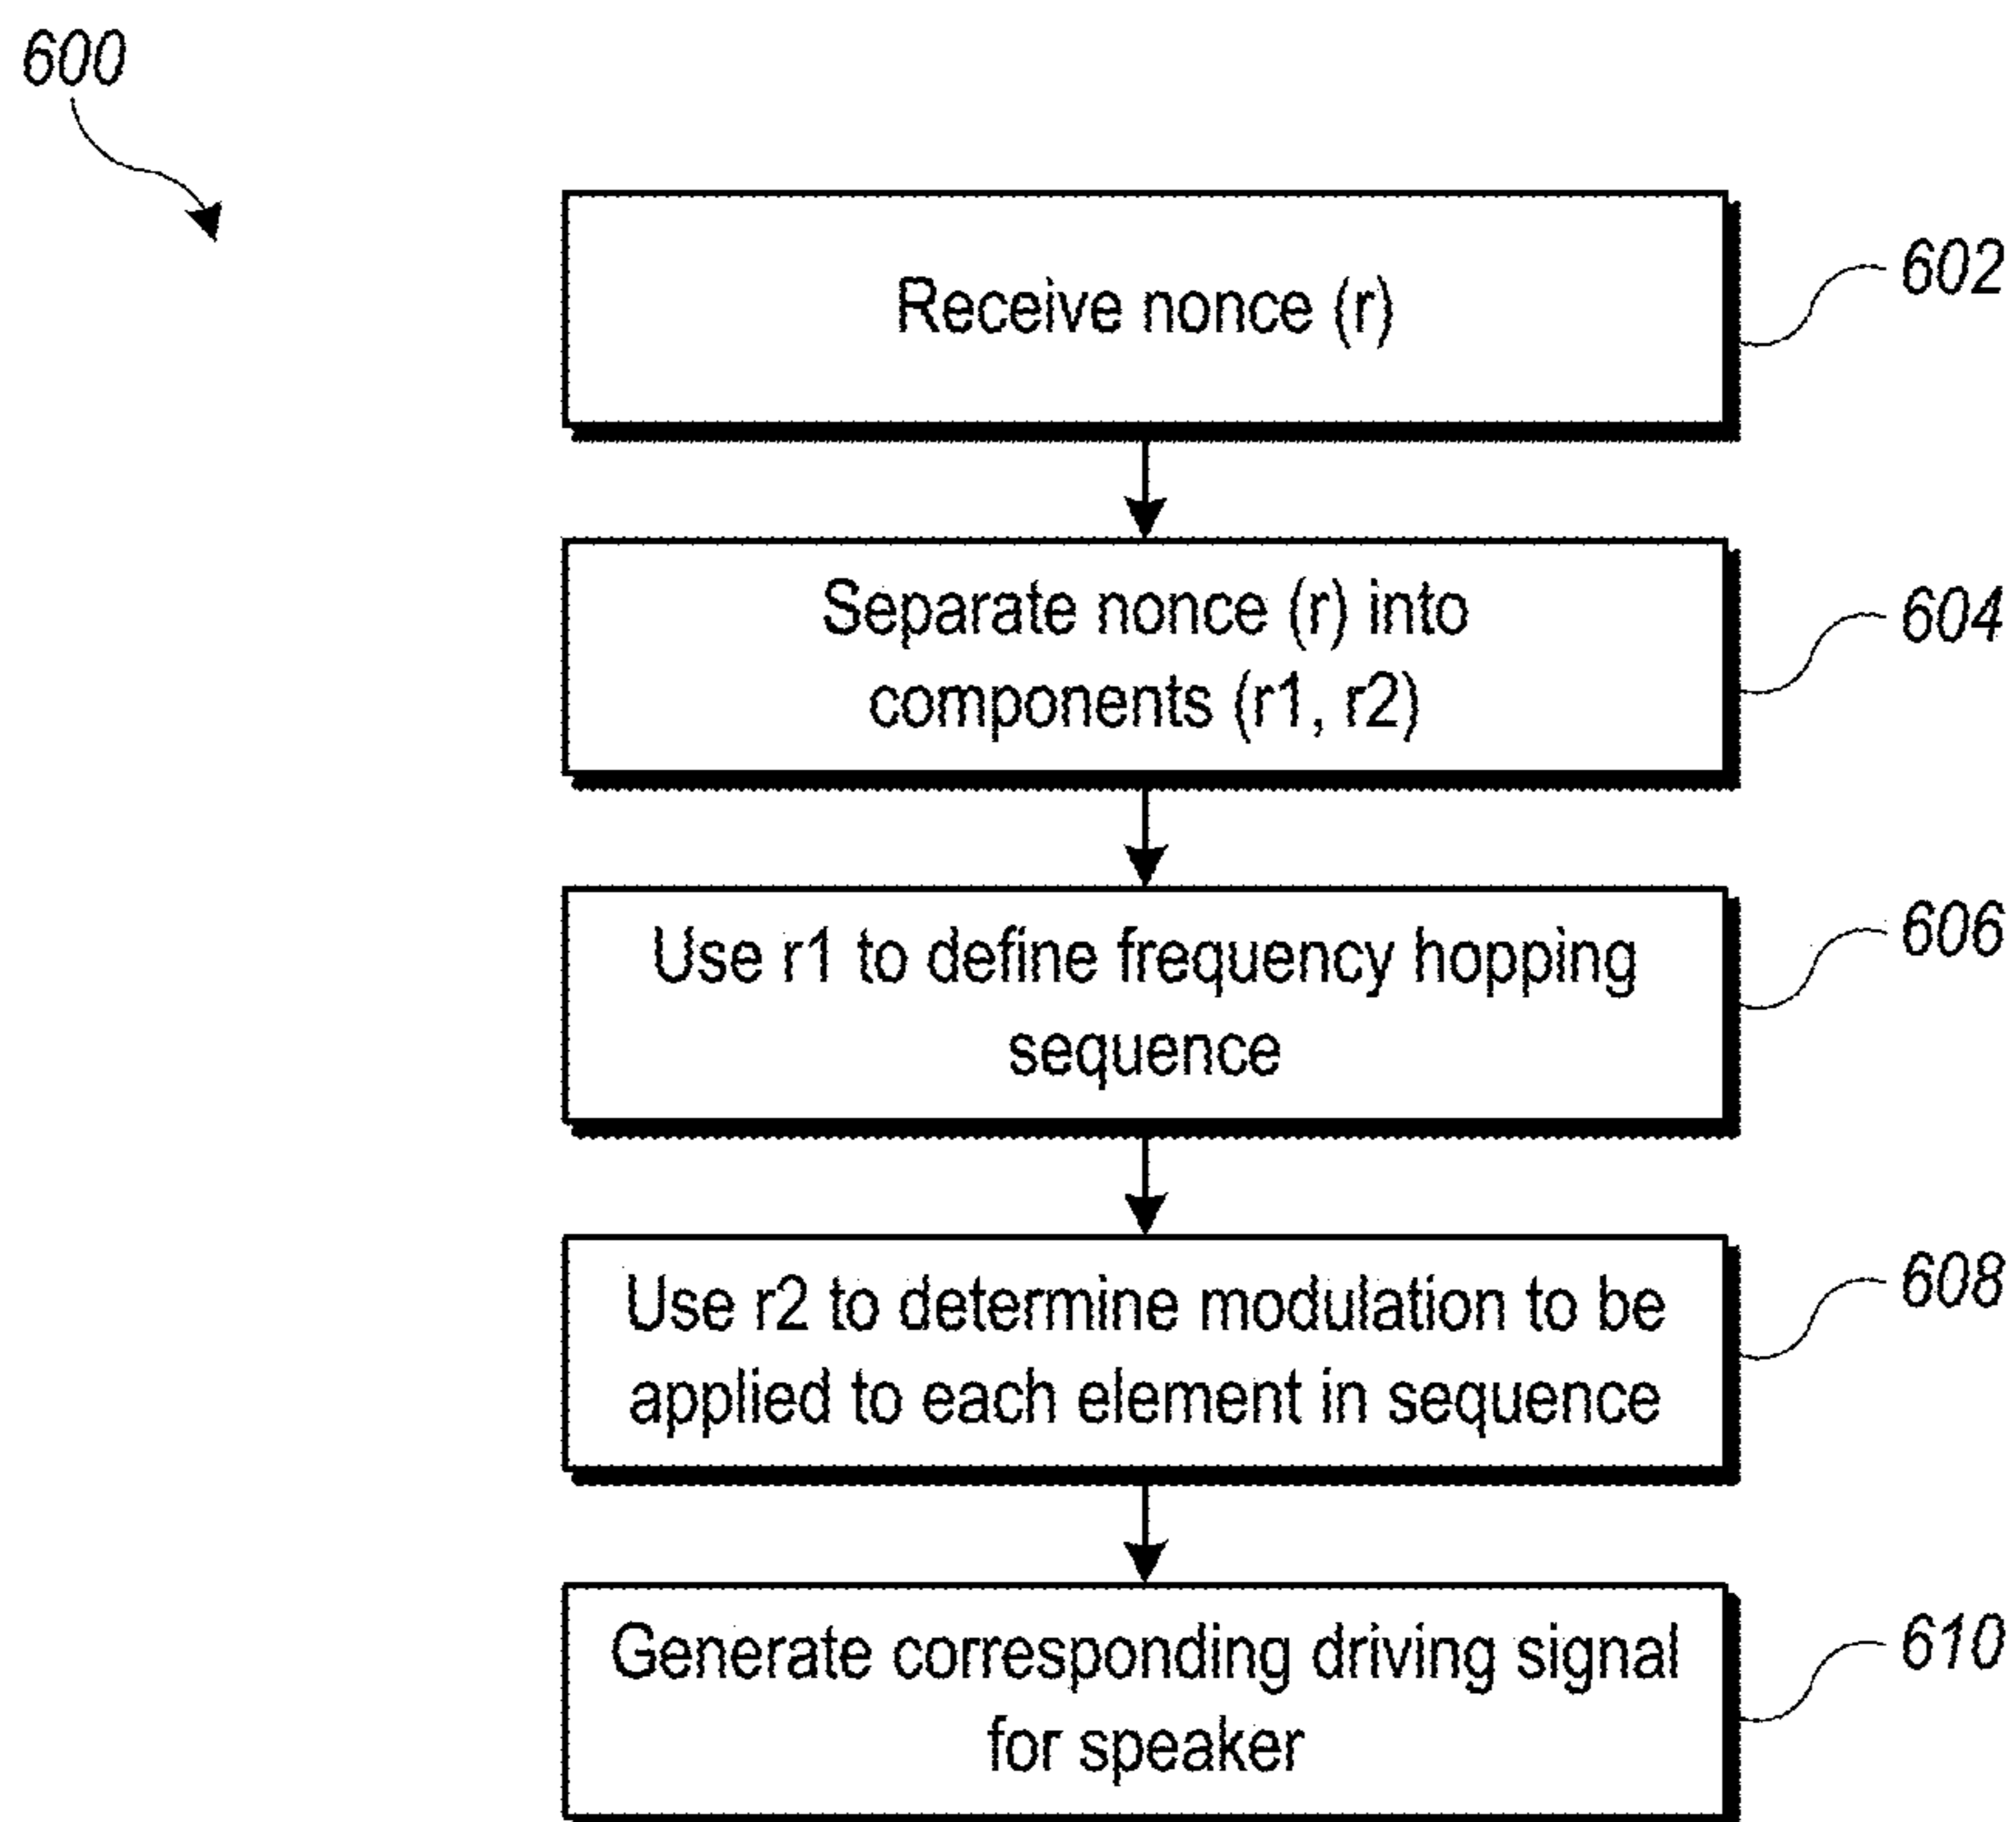 600
Receive nonce (r)
602
Separate nonce (r) into
components (r1, r2)
604
Use r1 to define frequency hopping
sequence
606
Use r2 to determine modulation to be
applied to each element in sequence
608
Generate corresponding driving signal
for speaker
610